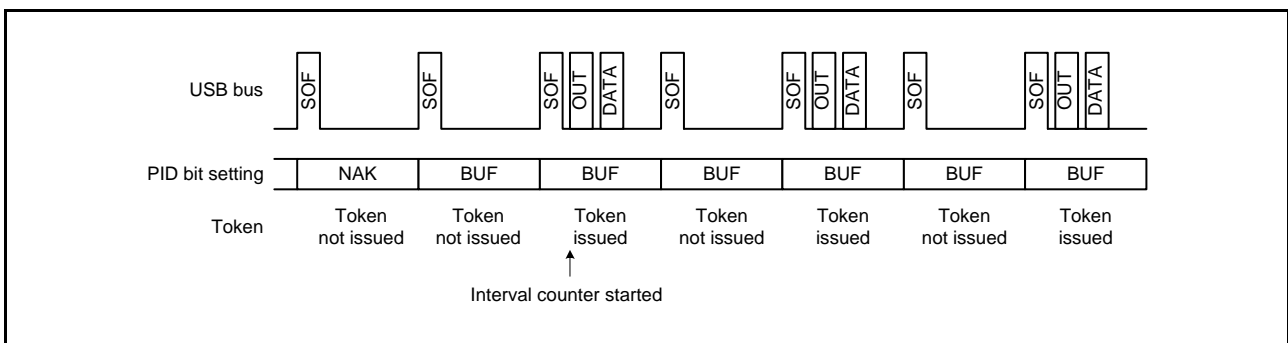 USB bus
SOF SOF SOF OUT DATA SOF SOF OUT DATA SOF SOF OUT DATA
PID bit setting NAK BUF BUF BUF BUF BUF BUF
Token Token Token Token Token Token Token Token
not issued not issued issued not issued issued not issued issued
Interval counter started